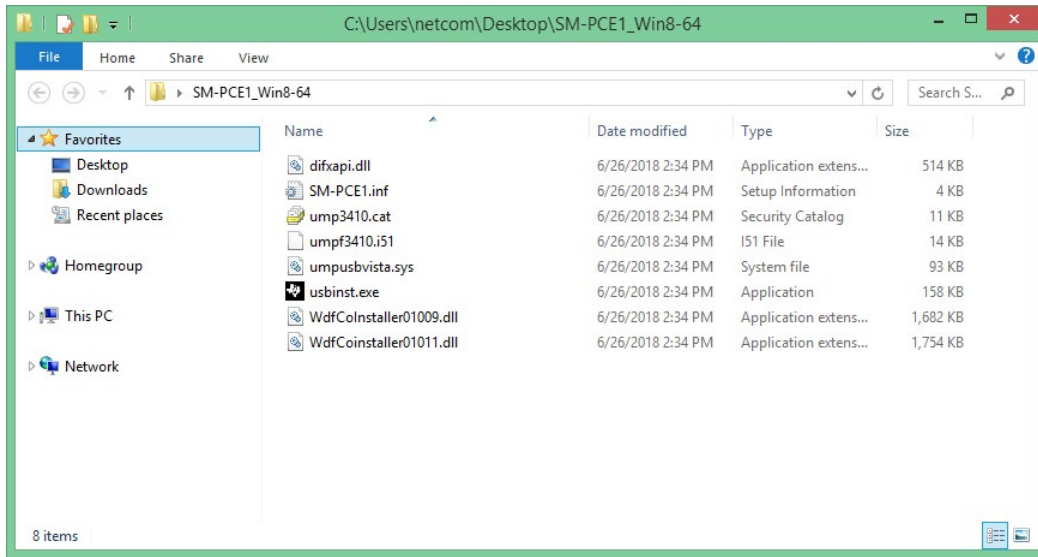 C:\Users\netcom\Desktop\SM-PCE1_Win8-64
File Home Share View
SM-PCE1_Win8-64 Search S...
Favorites
Desktop
Downloads
Recent places
Homegroup
This PC
Network
Name Date modified Type Size
difxapi.dll 6/26/2018 2:34 PM Application extens... 514 KB
SM-PCE1.inf 6/26/2018 2:34 PM Setup Information 4 KB
ump3410.cat 6/26/2018 2:34 PM Security Catalog 11 KB
umpf3410.i51 6/26/2018 2:34 PM I51 File 14 KB
umpusbvista.sys 6/26/2018 2:34 PM System file 93 KB
usbinst.exe 6/26/2018 2:34 PM Application 158 KB
WdfCoInstaller01009.dll 6/26/2018 2:34 PM Application extens... 1,682 KB
WdfCoinstaller01011.dll 6/26/2018 2:34 PM Application extens... 1,754 KB
8 items